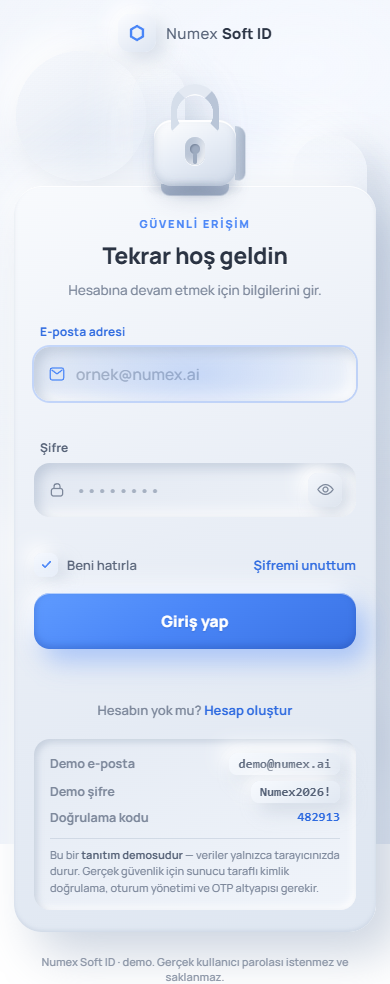 Numex Soft ID
GÜVENLİ ERİŞİM
Tekrar hoş geldin
Hesabına devam etmek için bilgilerini gir.
E-posta adresi
ornek@numex.ai
Şifre
••••••••
Beni hatırla
Şifremi unuttum
Giriş yap
Hesabın yok mu? Hesap oluştur
Demo e-posta demo@numex.ai
Demo şifre Numex2026!
Doğrulama kodu 482913
Bu bir tanıtım demosudur — veriler yalnızca tarayıcınızda
durur. Gerçek güvenlik için sunucu taraflı kimlik
doğrulama, oturum yönetimi ve OTP altyapısı gerekir.
Numex Soft ID · demo. Gerçek kullanıcı parolası istenmez ve
saklanmaz.